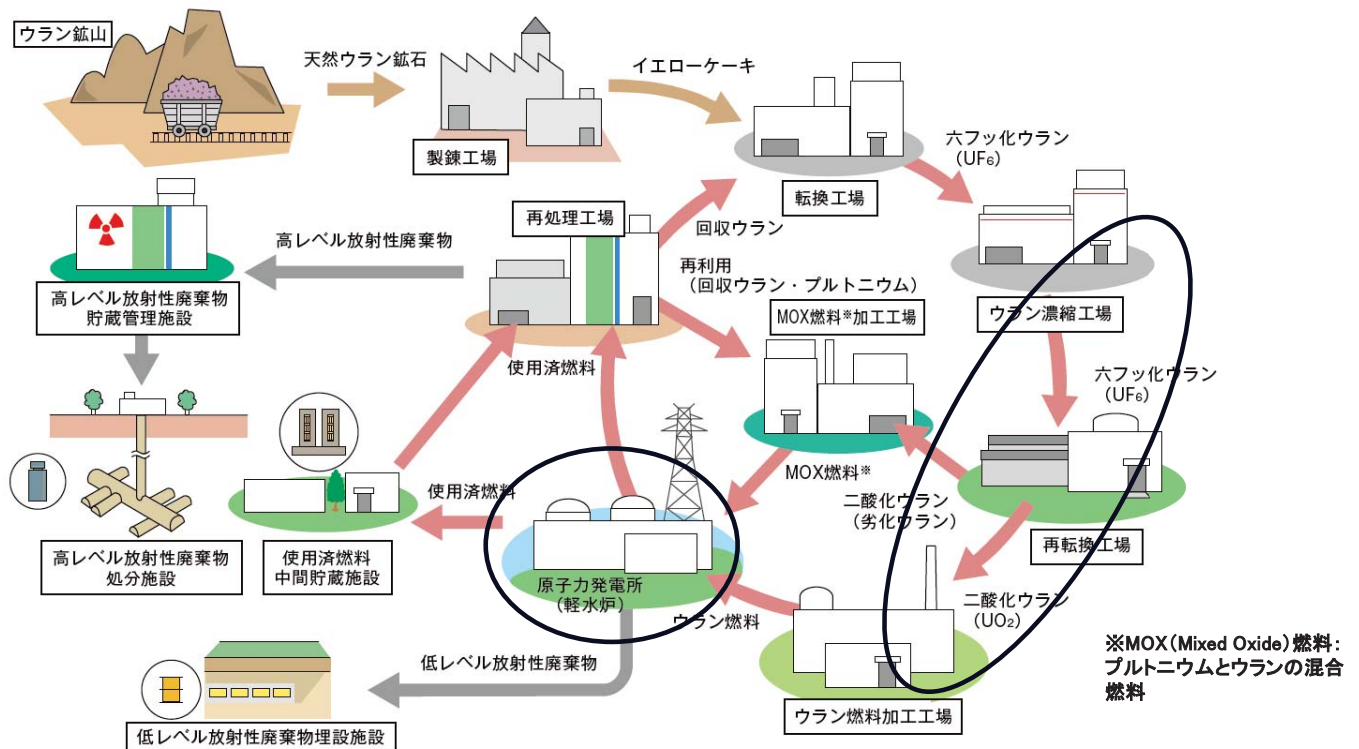 ウラン鉱山
天然ウラン鉱石
イエローケーキ
製錬工場
転換工場
六フッ化ウラン
(UF₆)
再処理工場
回収ウラン
高レベル放射性廃棄物
再利用
(回収ウラン・プルトニウム)
高レベル放射性廃棄物
貯蔵管理施設
MOX燃料※加工工場
ウラン濃縮工場
使用済燃料
六フッ化ウラン
(UF₆)
MOX燃料※
使用済燃料
二酸化ウラン
(劣化ウラン)
再転換工場
高レベル放射性廃棄物
処分施設
使用済燃料
中間貯蔵施設
原子力発電所
(軽水炉)
ウラン燃料
二酸化ウラン
(UO₂)
※MOX(Mixed Oxide)燃料:
プルトニウムとウランの混合
燃料
低レベル放射性廃棄物
ウラン燃料加工工場
低レベル放射性廃棄物埋設施設